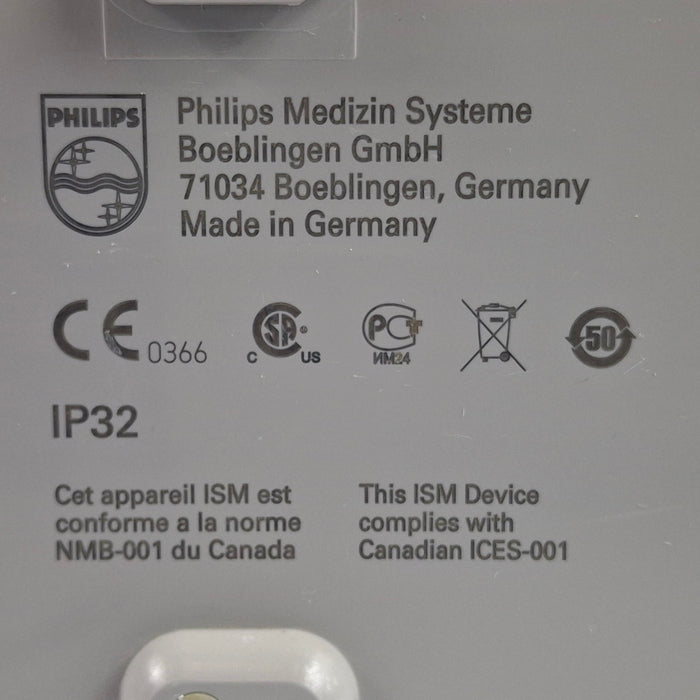 PHILIPS
Philips Medizin Systeme
Boeblingen GmbH
71034 Boeblingen, Germany
Made in Germany
CE 0366
C SA ® C US
PCT ИМ24
50
IP32
Cet appareil ISM est
conforme a la norme
NMB-001 du Canada
This ISM Device
complies with
Canadian ICES-001